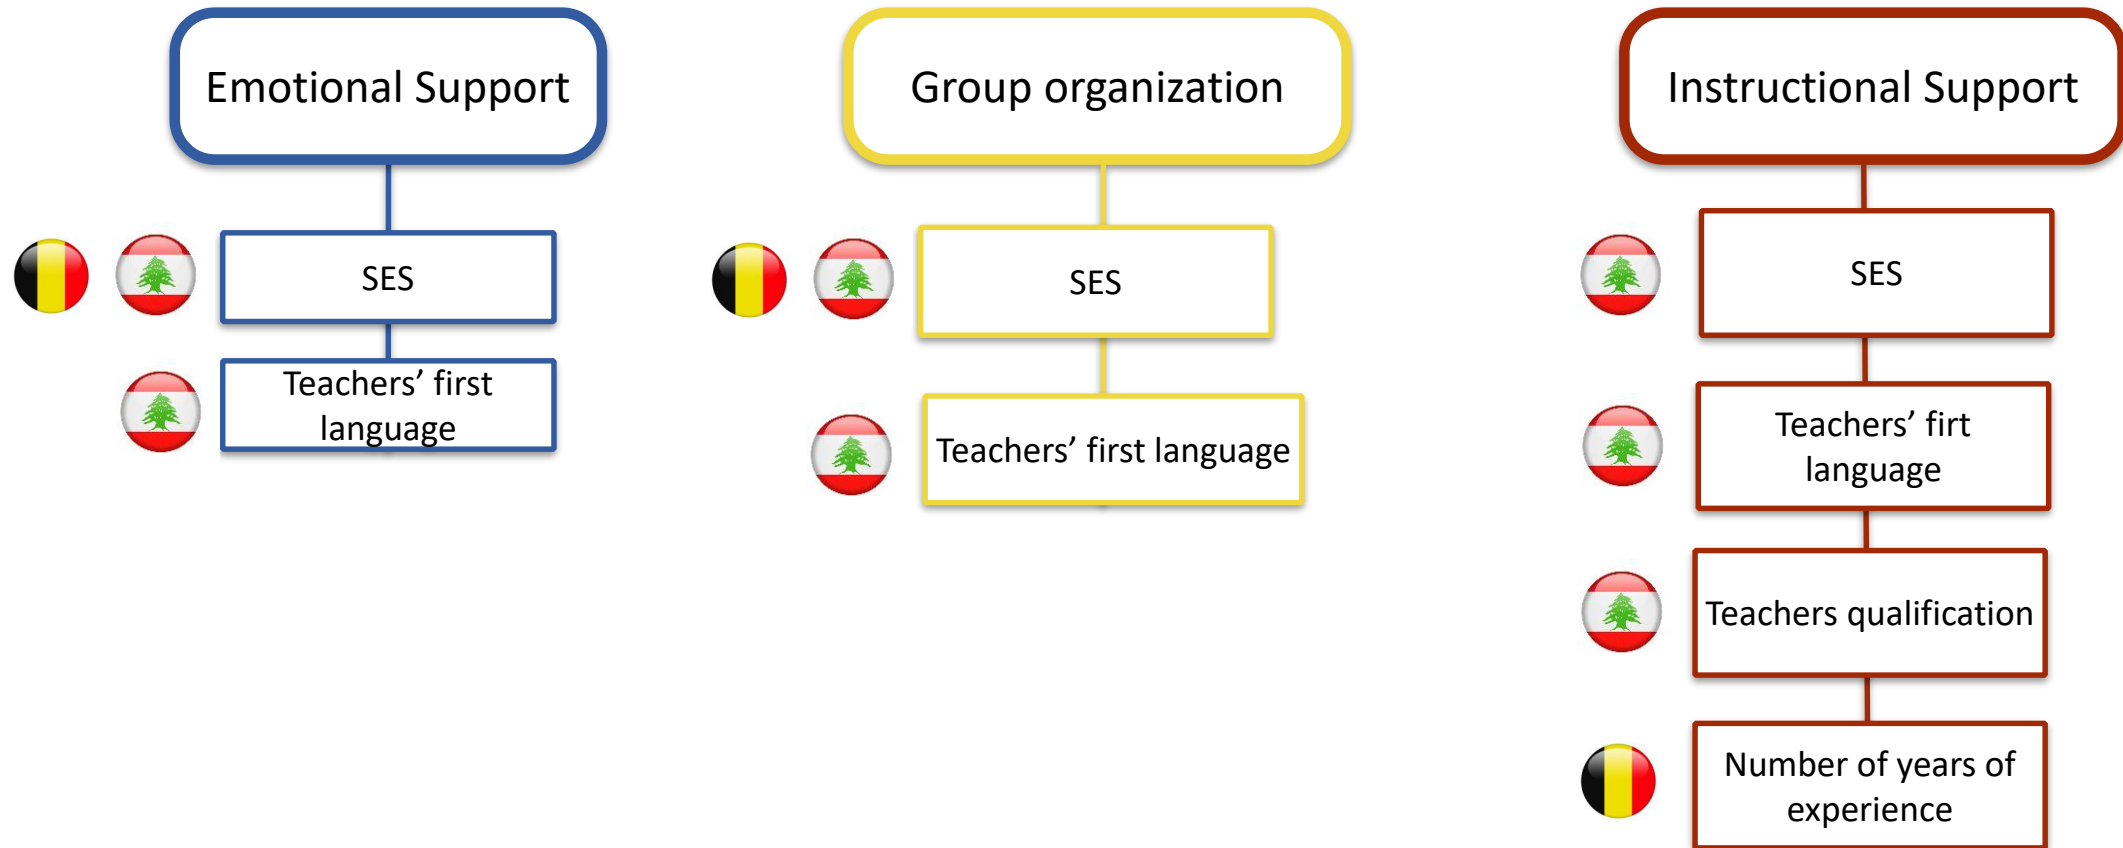 Emotional Support
SES
Teachers' first
language
Group organization
SES
Teachers' first language
Instructional Support
SES
Teachers' firt
language
Teachers qualification
Number of years of
experience